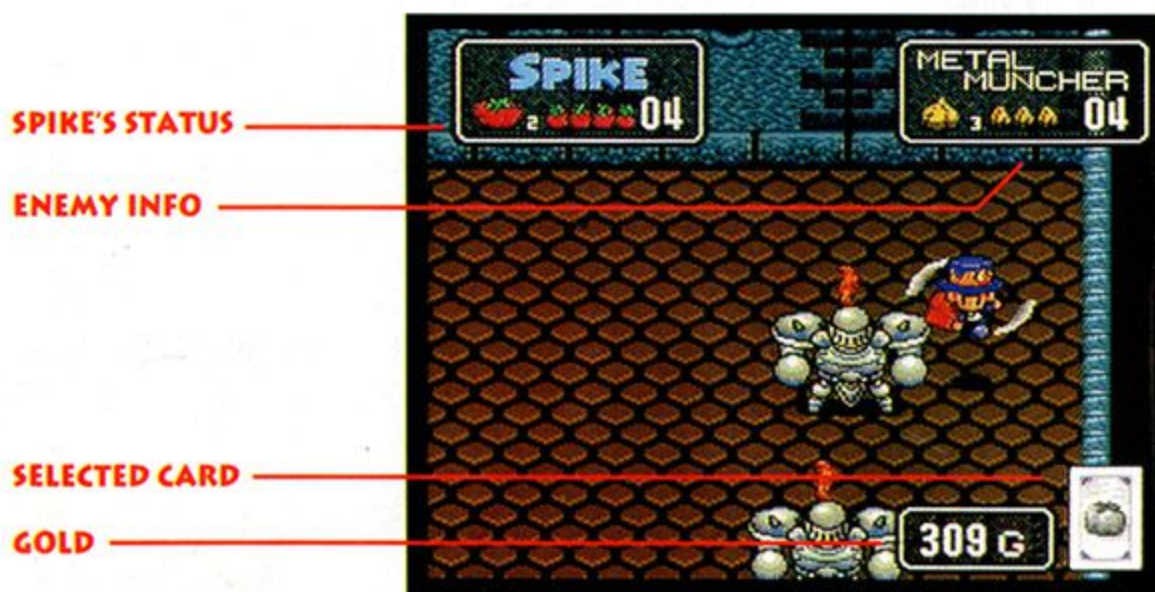 SPIKE'S STATUS
ENEMY INFO
SELECTED CARD
GOLD
SPIKE
2 04
METAL
MUNCHER
3 04
309 G